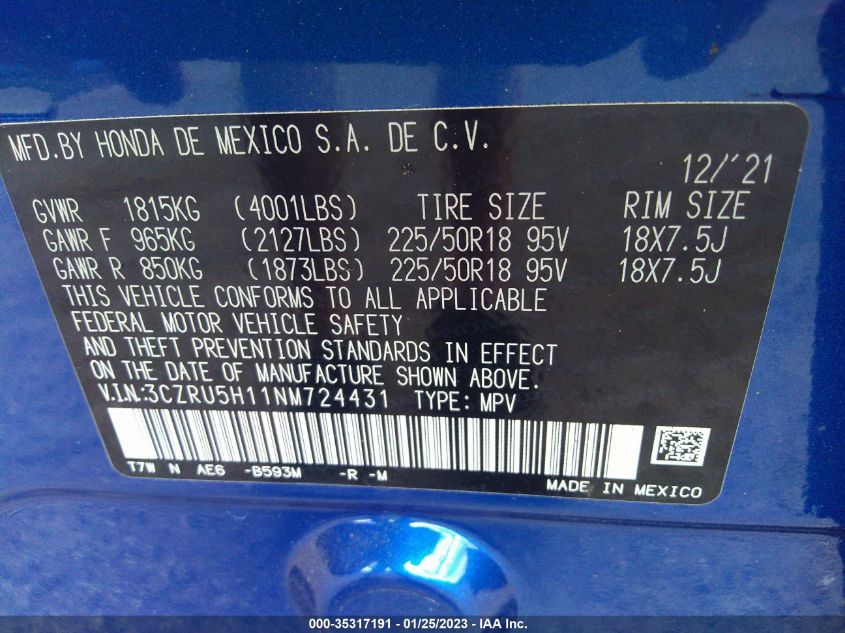 MFD.BY HONDA DE MEXICO S.A. DE C.V.
12/'21
GVWR 1815KG (4001LBS) TIRE SIZE RIM SIZE
GAWR F 965KG (2127LBS) 225/50R18 95V 18X7.5J
GAWR R 850KG (1873LBS) 225/50R18 95V 18X7.5J
THIS VEHICLE CONFORMS TO ALL APPLICABLE
FEDERAL MOTOR VEHICLE SAFETY
AND THEFT PREVENTION STANDARDS IN EFFECT
ON THE DATE OF MANUFACTURE SHOWN ABOVE.
V.I.N.:3CZRU5H11NM724431 TYPE: MPV
T7W N AE6 -B593M -R -M
MADE IN MEXICO
000-35317191 - 01/25/2023 - IAA Inc.